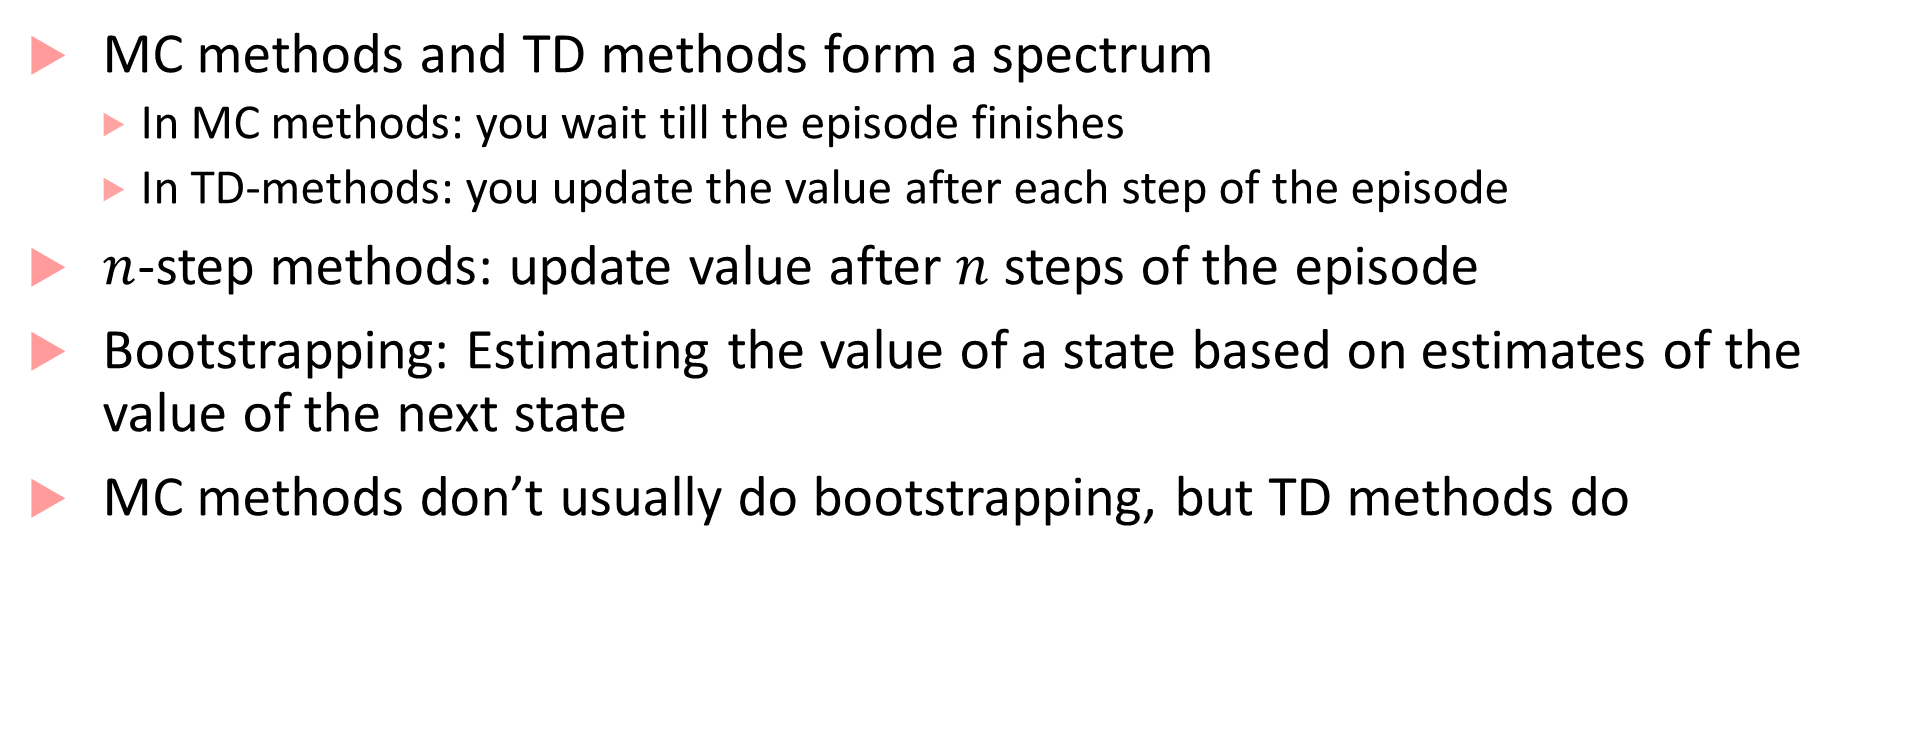 MC methods and TD methods form a spectrum
In MC methods: you wait till the episode finishes
In TD-methods: you update the value after each step of the episode
𝑛-step methods: update value after 𝑛 steps of the episode
Bootstrapping: Estimating the value of a state based on estimates of the
value of the next state
MC methods don’t usually do bootstrapping, but TD methods do